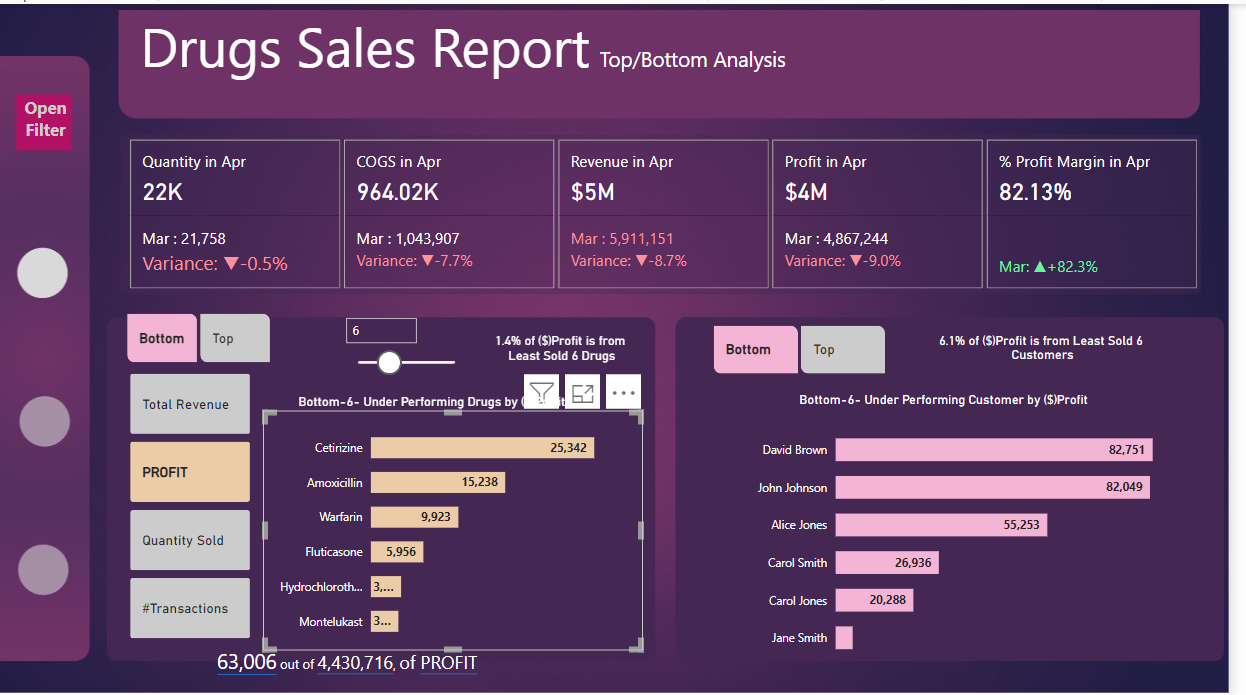 Drugs Sales Report Top/Bottom Analysis
Open
Filter
Quantity in Apr
22K
Mar : 21,758
Variance: ▼-0.5%
COGS in Apr
964.02K
Mar : 1,043,907
Variance: ▼-7.7%
Revenue in Apr
$5M
Mar : 5,911,151
Variance: ▼-8.7%
Profit in Apr
$4M
Mar : 4,867,244
Variance: ▼-9.0%
% Profit Margin in Apr
82.13%
Mar: ▲+82.3%
Bottom
Top
6
1.4% of ($)Profit is from
Least Sold 6 Drugs
Total Revenue
PROFIT
Quantity Sold
#Transactions
Bottom-6- Under Performing Drugs by
Cetirizine 25,342
Amoxicillin 15,238
Warfarin 9,923
Fluticasone 5,956
Hydrochloroth... 3,...
Montelukast 3...
63,006 out of 4,430,716, of PROFIT
Bottom
Top
6.1% of ($)Profit is from Least Sold 6
Customers
Bottom-6- Under Performing Customer by ($)Profit
David Brown 82,751
John Johnson 82,049
Alice Jones 55,253
Carol Smith 26,936
Carol Jones 20,288
Jane Smith